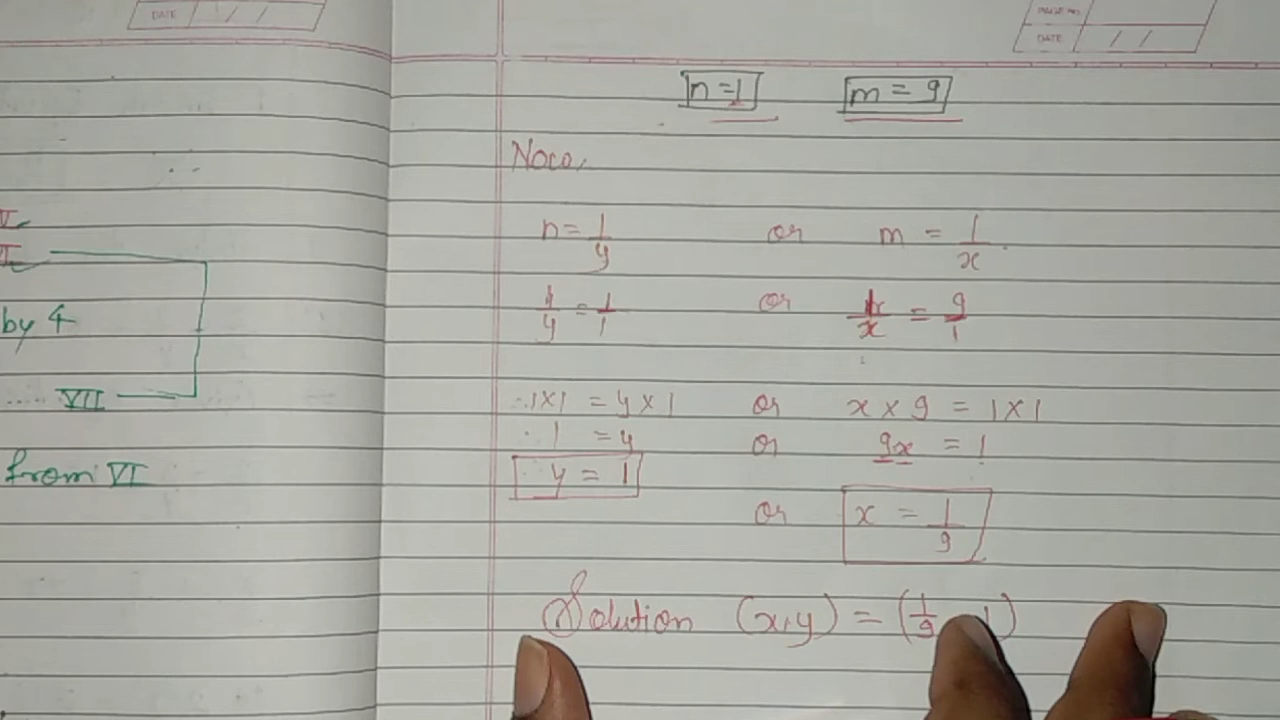 DATE / /
PAGE NO.
DATE / /
n = 1 m = 9
V
by 4
..... VII
from VI
n = 1/y or m = 1/x
1/y = 1/1 or 1/x = 9/1
∴ 1×1 = y×1 or x × 9 = 1×1
∴ 1 = y or 9x = 1
∴ y = 1
or x = 1/9
Solution (x,y) = (1/9 1)